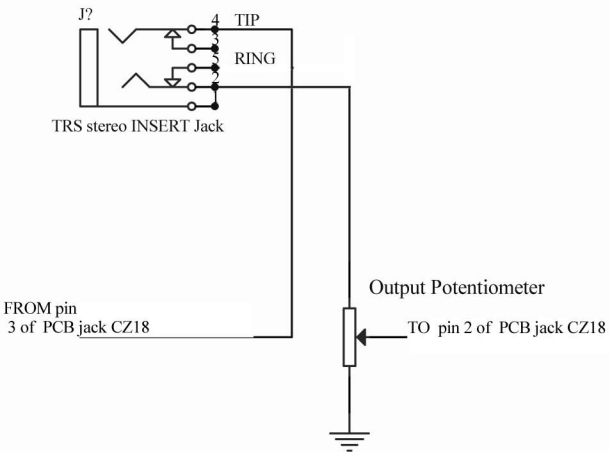 J?
4
TIP
3
5
RING
2
TRS stereo INSERT Jack
Output Potentiometer
FROM pin
3 of PCB jack CZ18
TO pin 2 of PCB jack CZ18